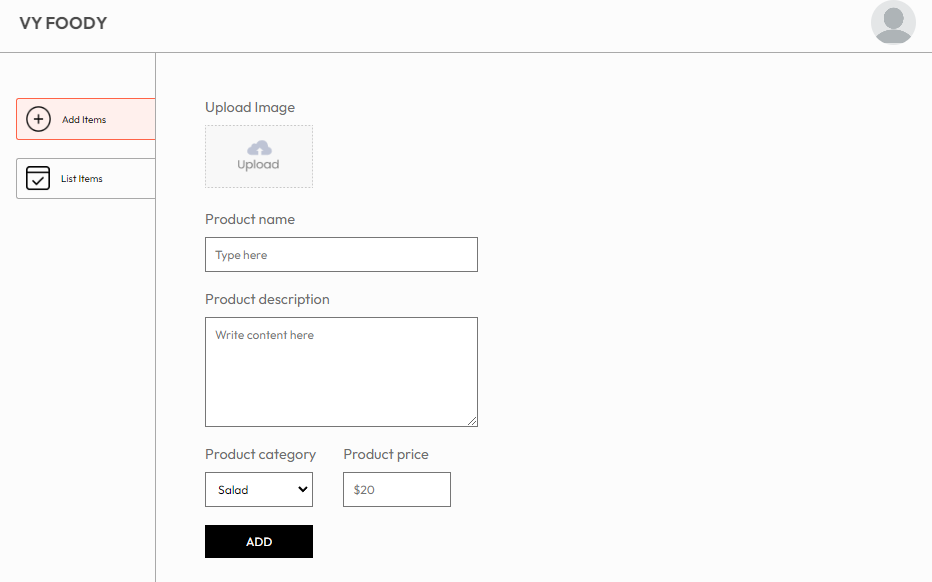 VY FOODY
Add Items
List Items
Upload Image
Upload
Product name
Type here
Product description
Write content here
Product category Product price
Salad $20
ADD